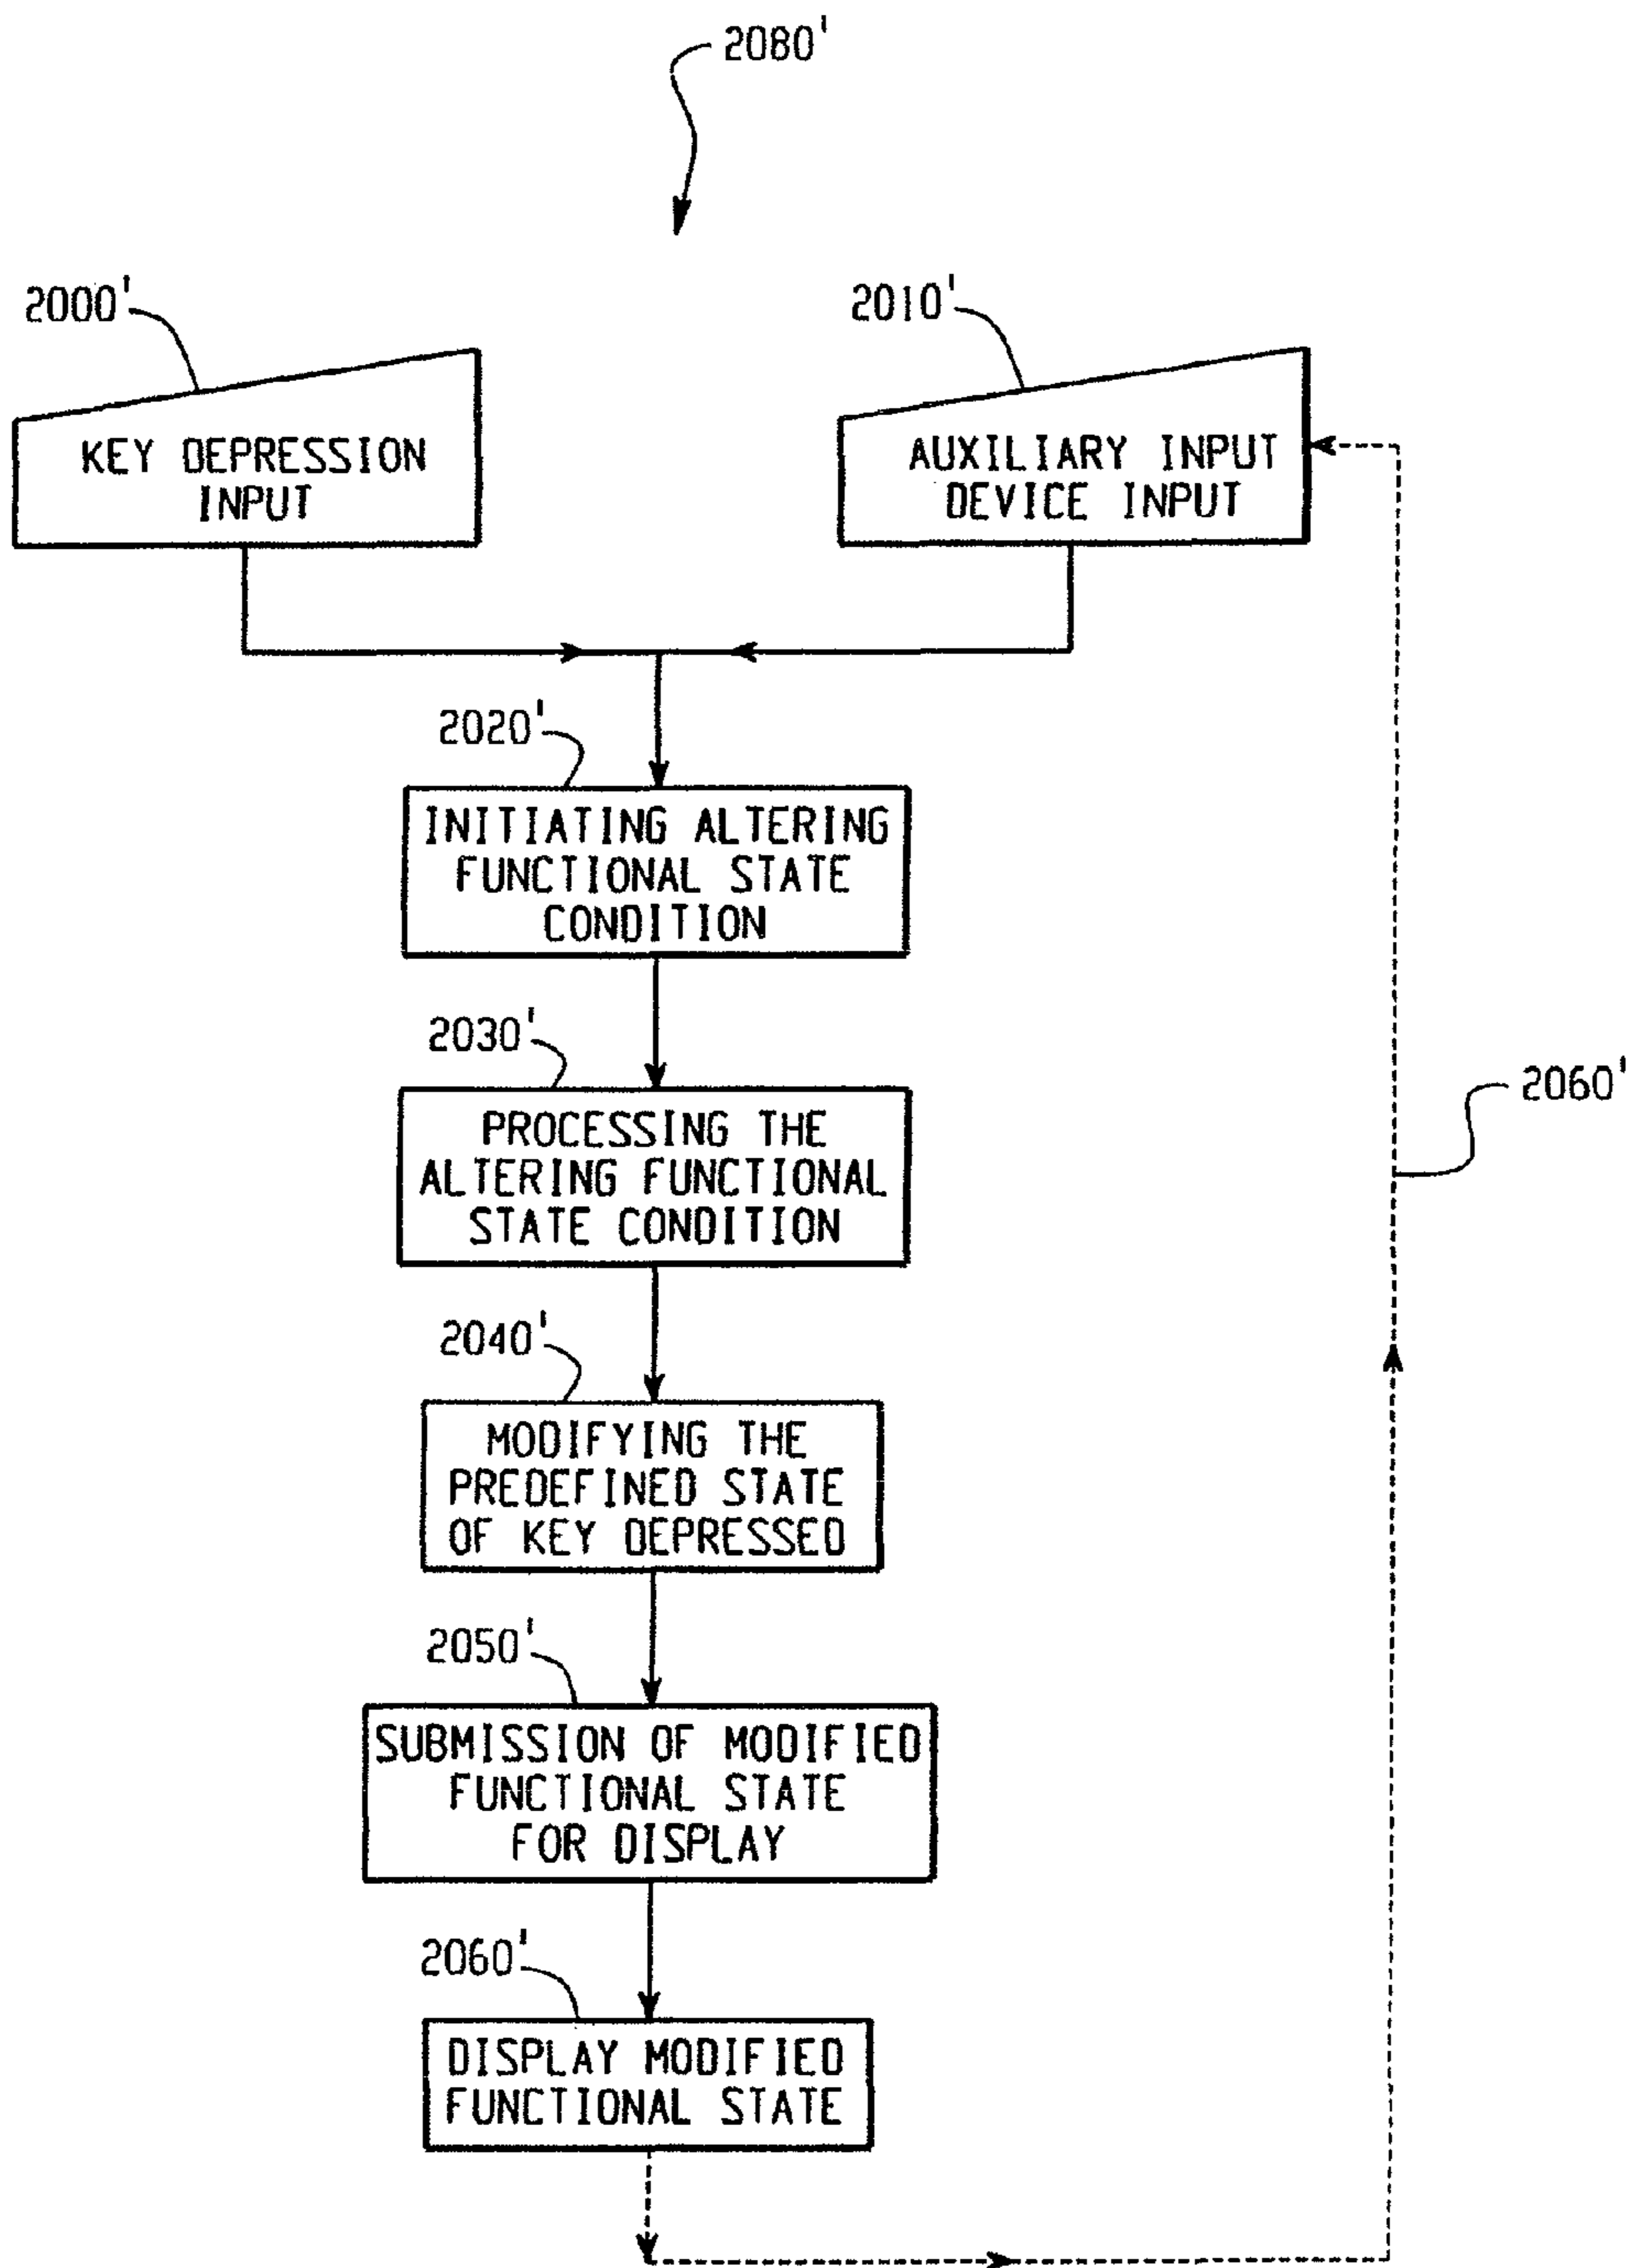 2080'
2000'
2010'
KEY DEPRESSION
INPUT
AUXILIARY INPUT
DEVICE INPUT
2020'
INITIATING ALTERING
FUNCTIONAL STATE
CONDITION
2030'
PROCESSING THE
ALTERING FUNCTIONAL
STATE CONDITION
2060'
2040'
MODIFYING THE
PREDEFINED STATE
OF KEY DEPRESSED
2050'
SUBMISSION OF MODIFIED
FUNCTIONAL STATE
FOR DISPLAY
2060'
DISPLAY MODIFIED
FUNCTIONAL STATE